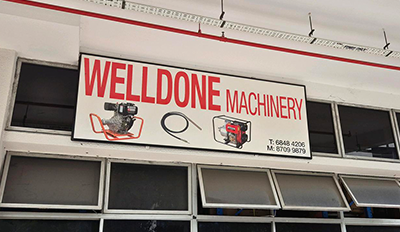 WELLDONE MACHINERY
T: 6848 4206
M: 8709 9879